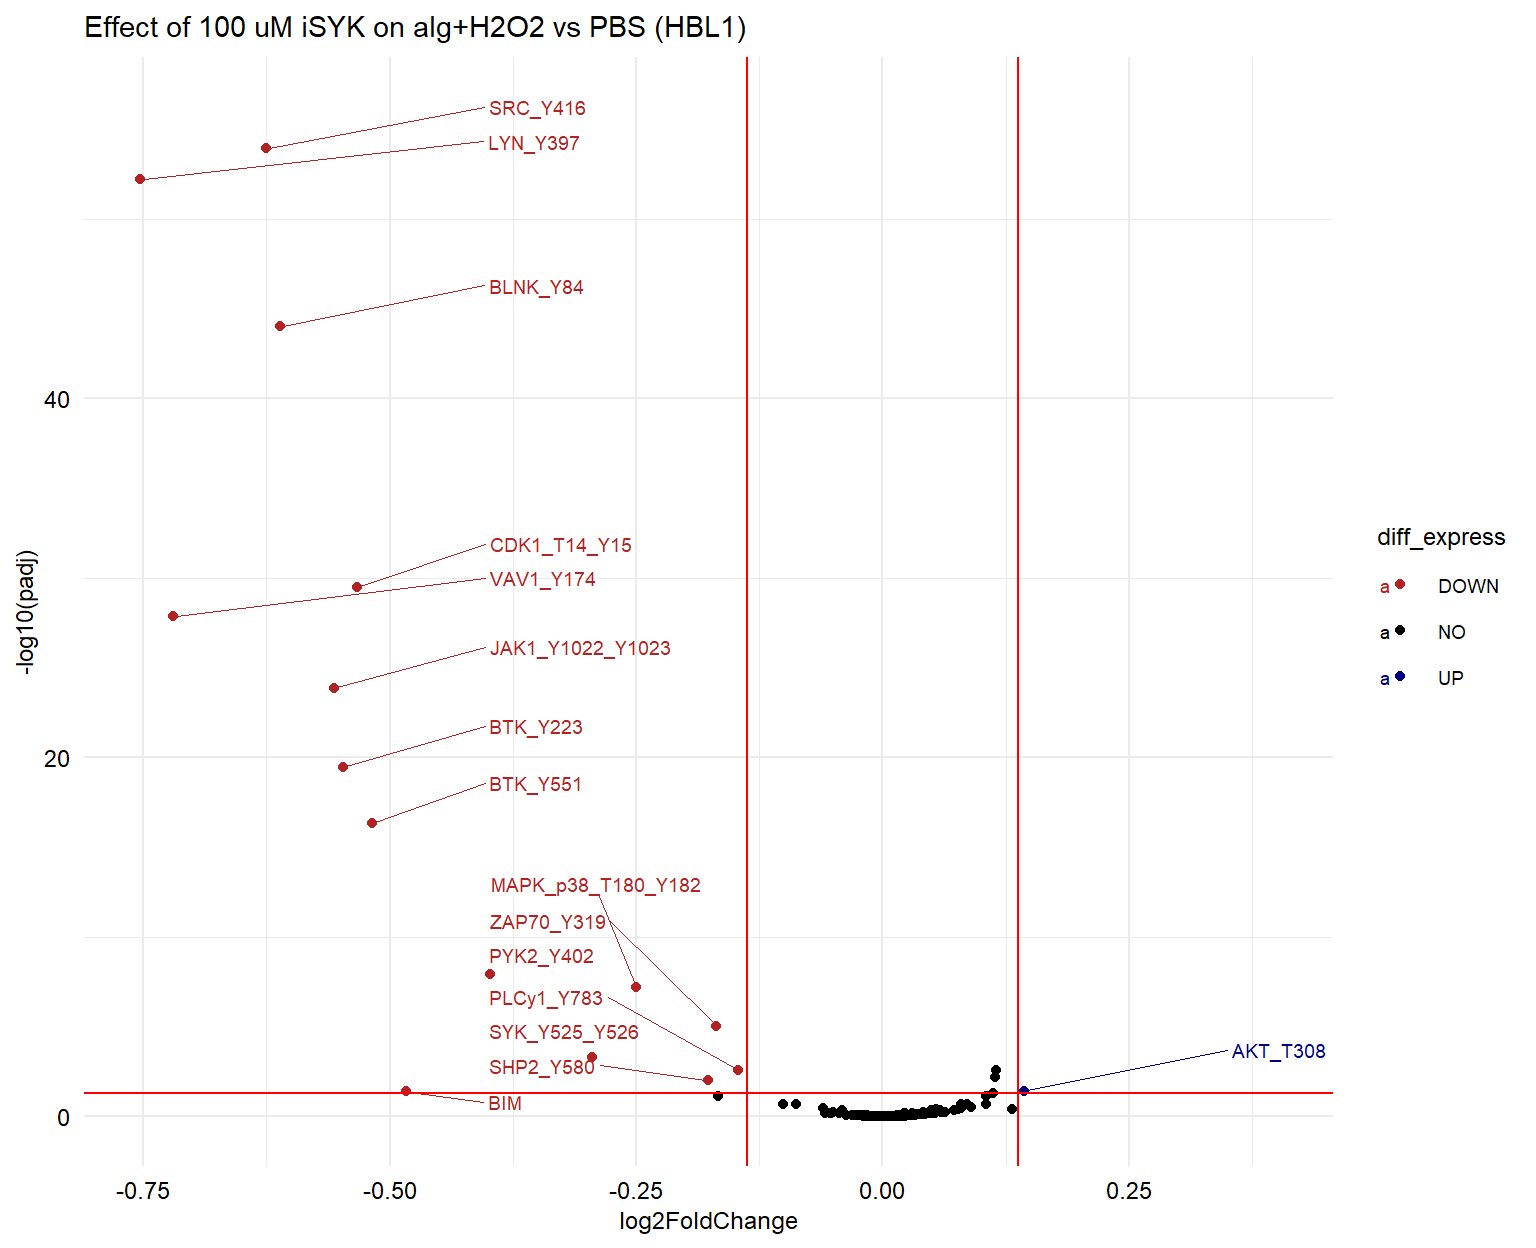 Effect of 100 uM iSYK on alg+H2O2 vs PBS (HBL1)
SRC_Y416
LYN_Y397
BLNK_Y84
40
CDK1_T14_Y15
VAV1_Y174
JAK1_Y1022_Y1023
BTK_Y223
20
BTK_Y551
MAPK_p38_T180_Y182
ZAP70_Y319
PYK2_Y402
PLCy1_Y783
SYK_Y525_Y526
SHP2_Y580
BIM
AKT_T308
0
-log10(padj)
-0.75 -0.50 -0.25 0.00 0.25
log2FoldChange
diff_express
a DOWN
a NO
a UP